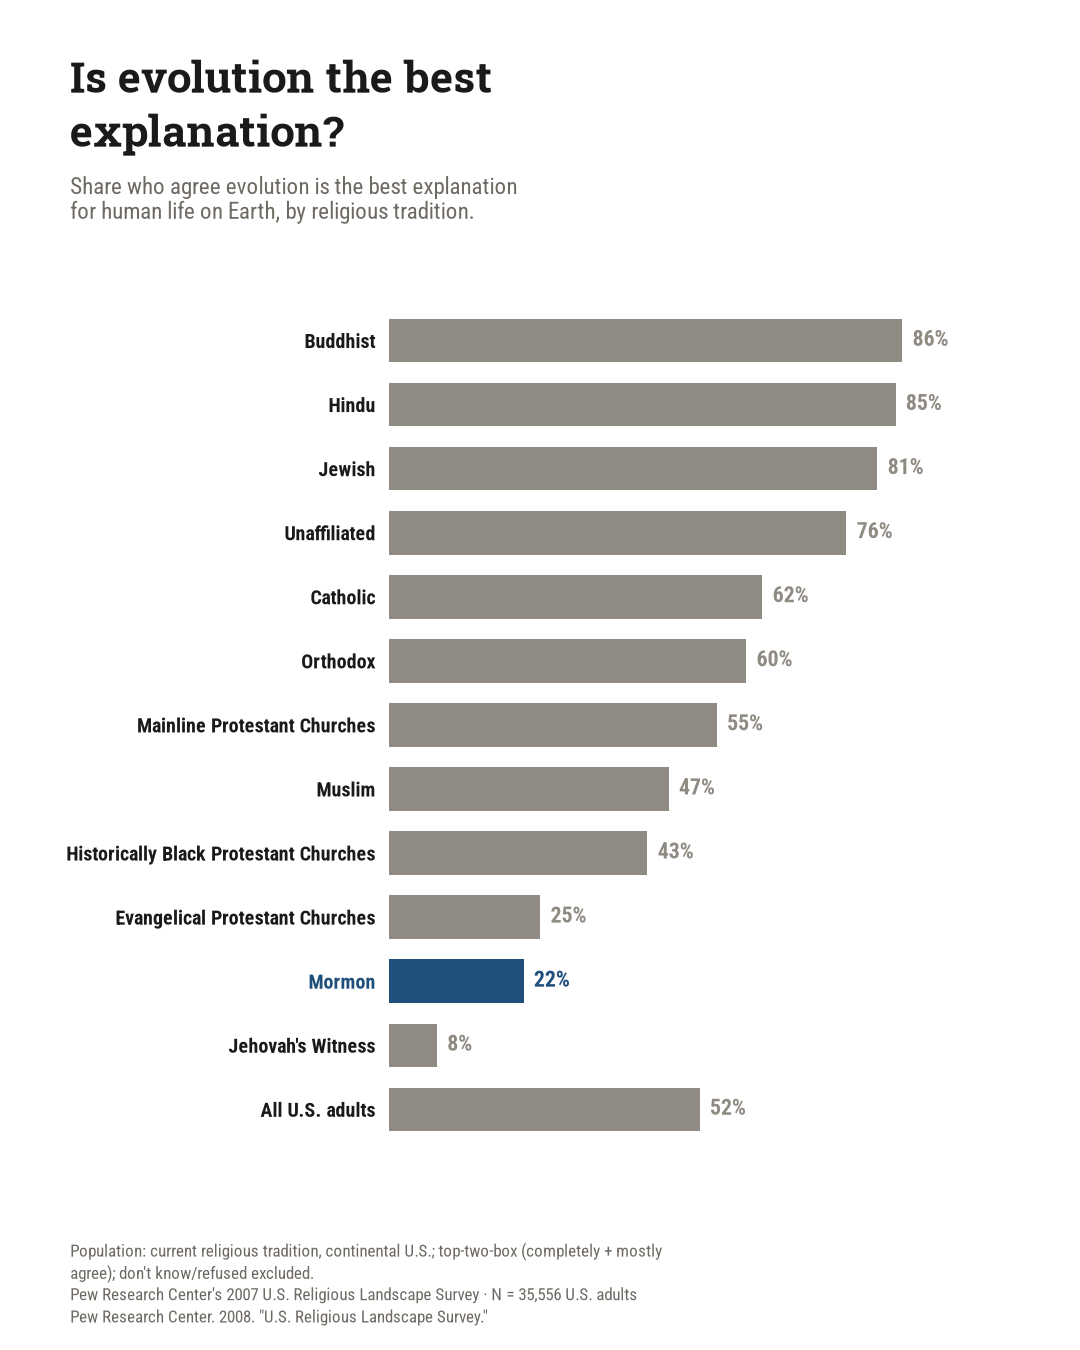 Is evolution the best
explanation?
Share who agree evolution is the best explanation
for human life on Earth, by religious tradition.
Buddhist 86%
Hindu 85%
Jewish 81%
Unaffiliated 76%
Catholic 62%
Orthodox 60%
Mainline Protestant Churches 55%
Muslim 47%
Historically Black Protestant Churches 43%
Evangelical Protestant Churches 25%
Mormon 22%
Jehovah's Witness 8%
All U.S. adults 52%
Population: current religious tradition, continental U.S.; top-two-box (completely + mostly
agree); don't know/refused excluded.
Pew Research Center's 2007 U.S. Religious Landscape Survey · N = 35,556 U.S. adults
Pew Research Center. 2008. "U.S. Religious Landscape Survey."